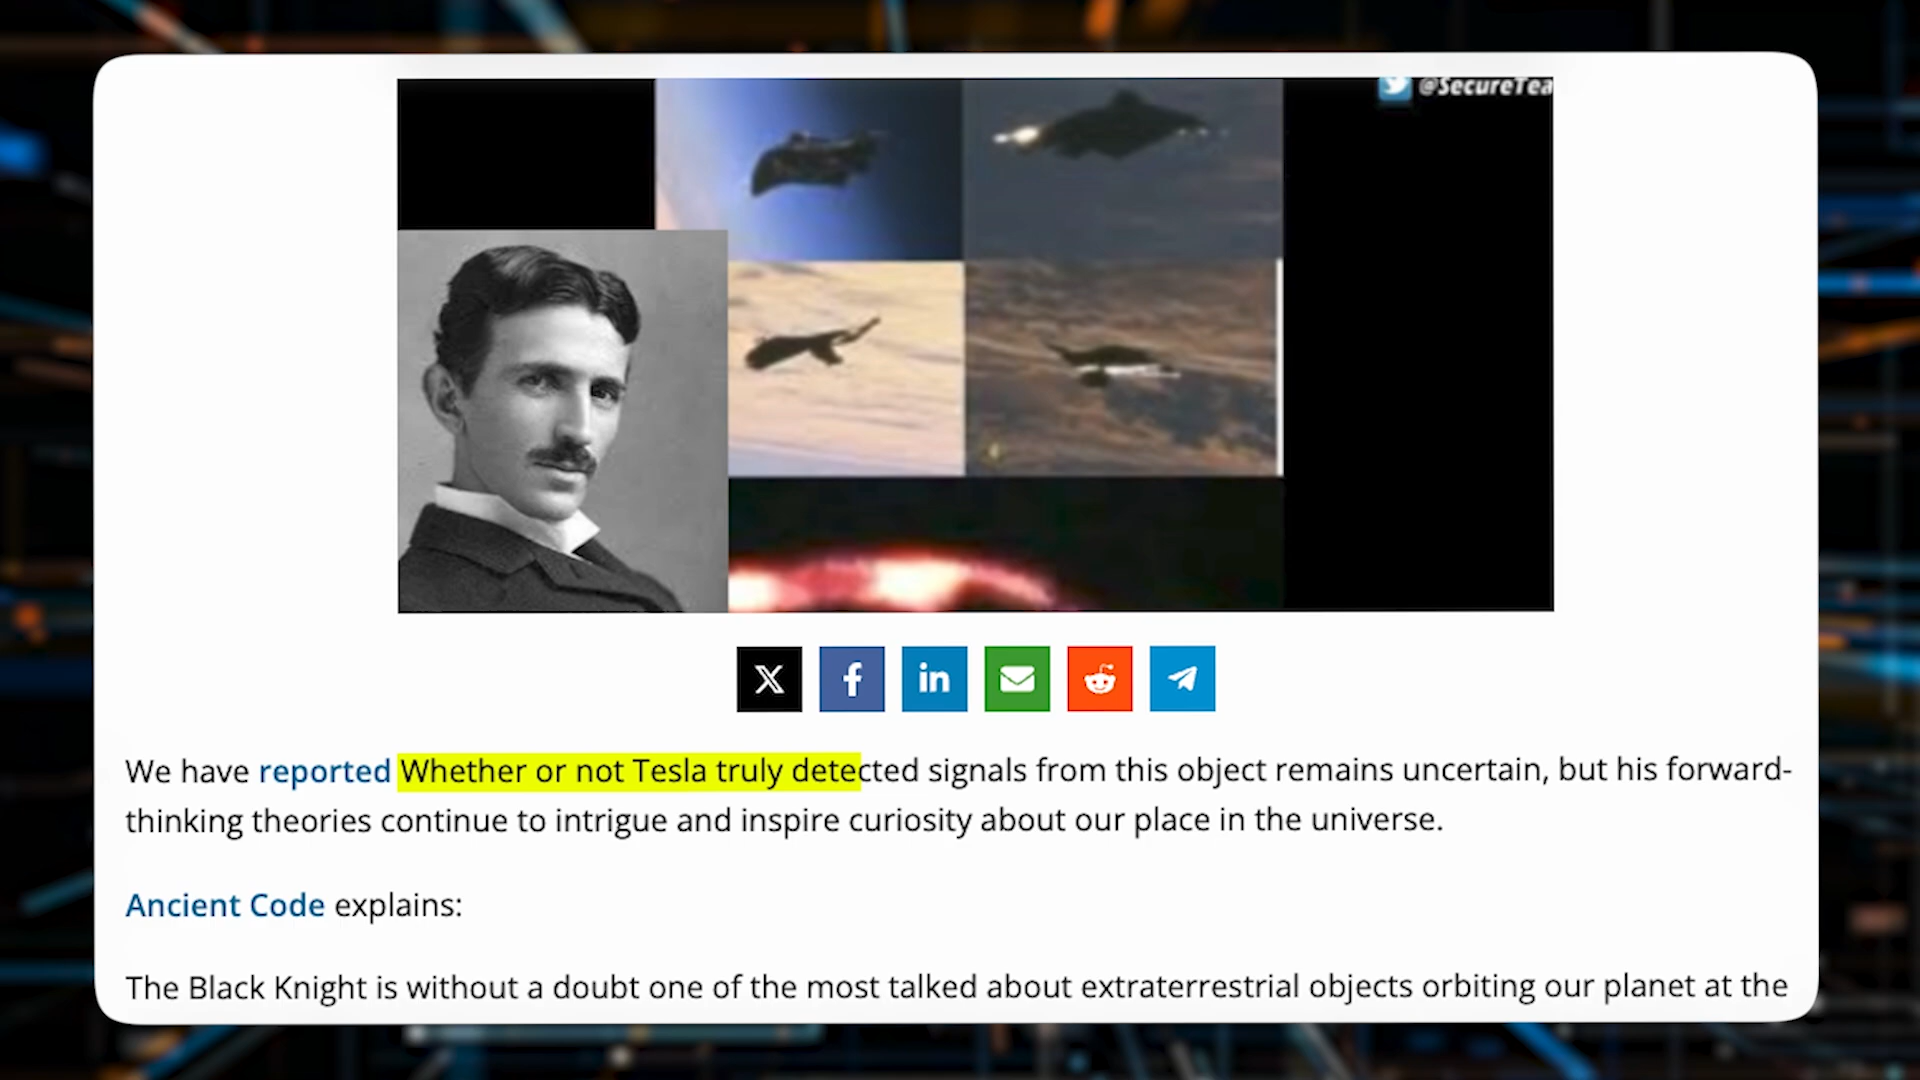 @SecureTea
We have reported Whether or not Tesla truly detected signals from this object remains uncertain, but his forward-
thinking theories continue to intrigue and inspire curiosity about our place in the universe.
Ancient Code explains:
The Black Knight is without a doubt one of the most talked about extraterrestrial objects orbiting our planet at the